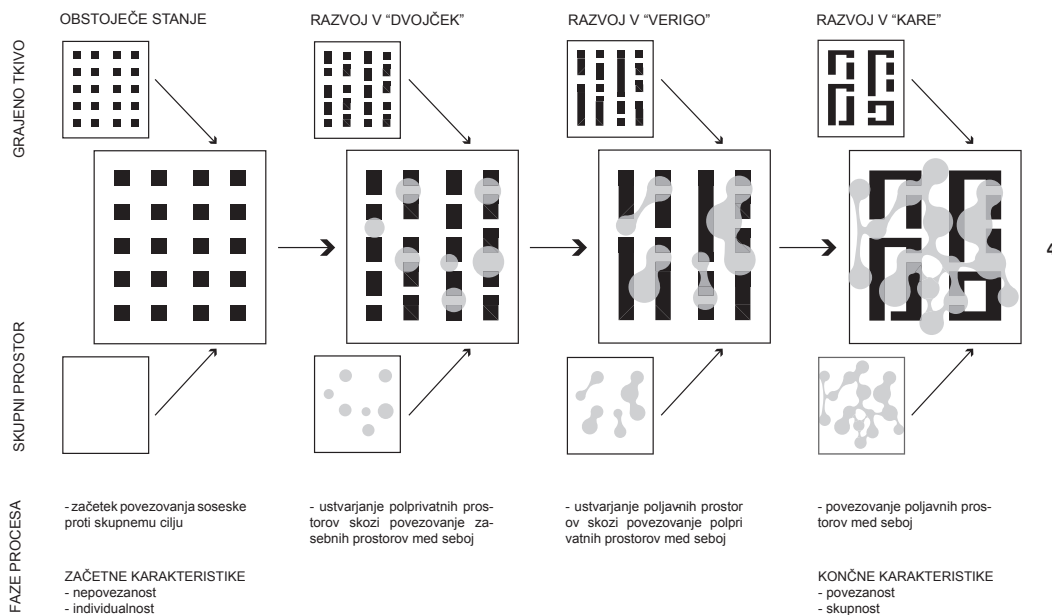 OBSTOJEČE STANJE
RAZVOJ V “DVOJČEK”
RAZVOJ V “VERIGO”
RAZVOJ V “KARE”
GRAJENO TKIVO
SKUPNI PROSTOR
FAZE PROCESA
- začetek povezovanja soseske
proti skupnemu cilju
- ustvarjanje polprivatnih pros-
torov skozi povezovanje za-
sebnih prostorov med seboj
- ustvarjanje poljavnih prostor
ov skozi povezovanje polpri
vatnih prostorov med seboj
- povezovanje poljavnih pros-
torov med seboj
ZAČETNE KARAKTERISTIKE
- nepovezanost
- individualnost
KONČNE KARAKTERISTIKE
- povezanost
- skupnost